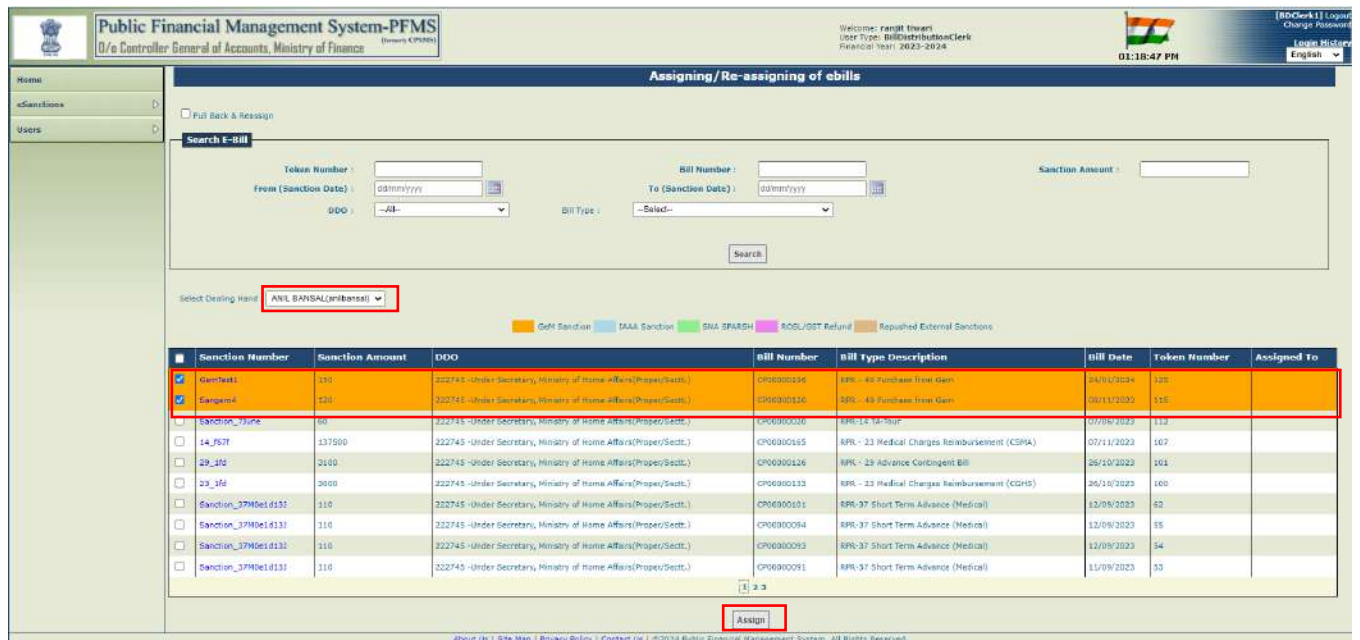 Public Financial Management System-PFMS
(formerly CPSMS)
O/o Controller General of Accounts, Ministry of Finance
Welcome: ranjit tiwari
User Type: BillDistributionClerk
Financial Year: 2023-2024
01:18:47 PM
[BDClerk1] Logout
Change Password
Login History
English
Home
eSanctions
Users
Assigning/Re-assigning of ebills
Pull Back & Reassign
Search E-Bill
Token Number :
Bill Number :
Sanction Amount :
From (Sanction Date) : dd/mm/yyyy
To (Sanction Date) : dd/mm/yyyy
DDO : --All--
Bill Type : --Select--
Search
Select Dealing Hand ANIL BANSAL(anilbansal)
GeM Sanction IAAA Sanction SNA SPARSH ROSL/GST Refund Repushed External Sanctions
Sanction Number Sanction Amount DDO Bill Number Bill Type Description Bill Date Token Number Assigned To
GemTest1 222745 -Under Secretary, Ministry of Home Affairs(Proper/Sectt.) RPR - 49 Purchase from Gem
Sangam4 120 222745 -Under Secretary, Ministry of Home Affairs(Proper/Sectt.) RPR - 49 Purchase from Gem 115
Sanction_7June 60 222745 -Under Secretary, Ministry of Home Affairs(Proper/Sectt.) RPR-14 TA-Tour 07/06/2023 112
14_f67f 137500 222745 -Under Secretary, Ministry of Home Affairs(Proper/Sectt.) CP00000165 RPR - 23 Medical Charges Reimbursement (CSMA) 07/11/2023 107
29_1fd 3100 222745 -Under Secretary, Ministry of Home Affairs(Proper/Sectt.) CP00000126 RPR - 29 Advance Contingent Bill 26/10/2023 101
23_1fd 3000 222745 -Under Secretary, Ministry of Home Affairs(Proper/Sectt.) CP00000133 RPR - 23 Medical Charges Reimbursement (CGHS) 26/10/2023 100
Sanction_37M0e1d133 110 222745 -Under Secretary, Ministry of Home Affairs(Proper/Sectt.) CP00000101 RPR-37 Short Term Advance (Medical) 12/09/2023 62
Sanction_37M0e1d133 110 222745 -Under Secretary, Ministry of Home Affairs(Proper/Sectt.) CP00000094 RPR-37 Short Term Advance (Medical) 12/09/2023 55
Sanction_37M0e1d133 110 222745 -Under Secretary, Ministry of Home Affairs(Proper/Sectt.) CP00000093 RPR-37 Short Term Advance (Medical) 12/09/2023 54
Sanction_37M0e1d133 110 222745 -Under Secretary, Ministry of Home Affairs(Proper/Sectt.) CP00000091 RPR-37 Short Term Advance (Medical) 11/09/2023 53
1 2 3
Assign
About Us | Site Map | Privacy Policy | Contact Us | ©2024 Public Financial Management System. All Rights Reserved